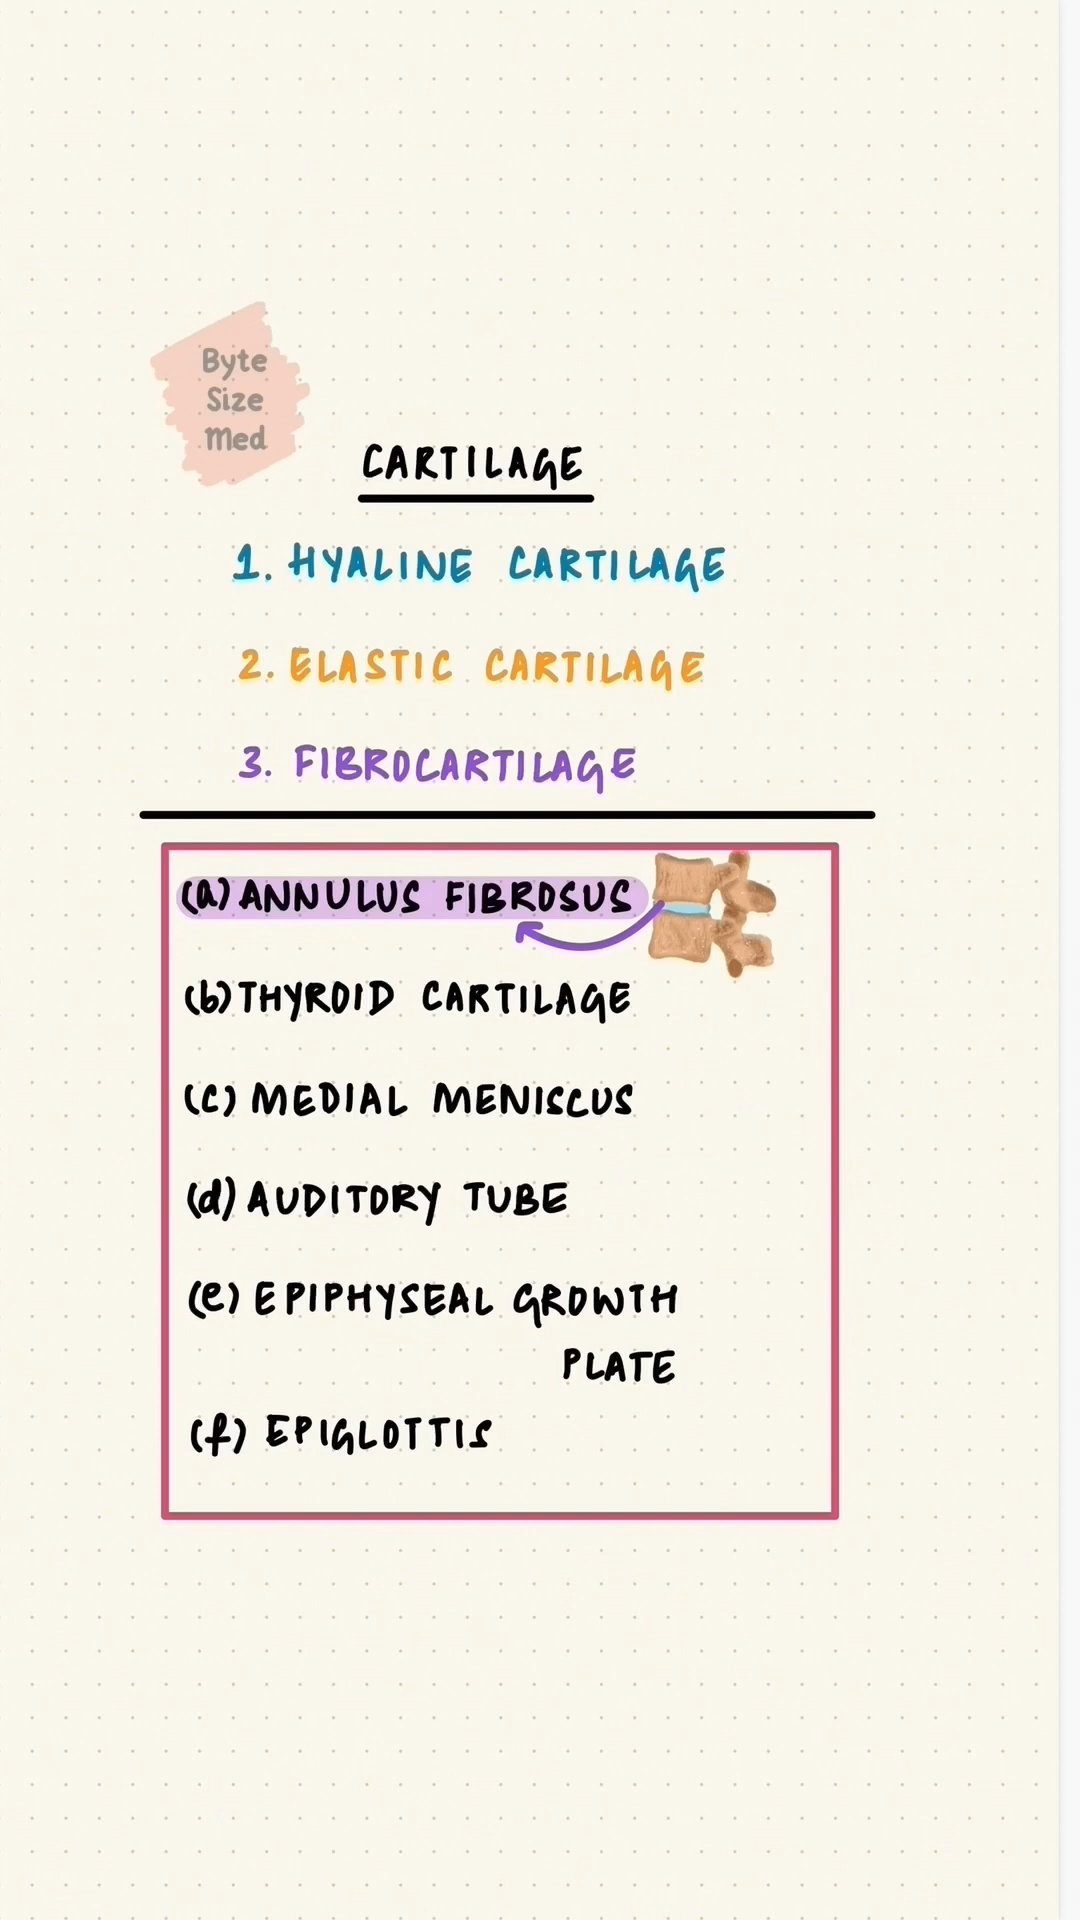 Byte
Size
Med
CARTILAGE
1. HYALINE CARTILAGE
2. ELASTIC CARTILAGE
3. FIBROCARTILAGE
(a) ANNULUS FIBROSUS
(b) THYROID CARTILAGE
(c) MEDIAL MENISCUS
(d) AUDITORY TUBE
(e) EPIPHYSEAL GROWTH
PLATE
(f) EPIGLOTTIS